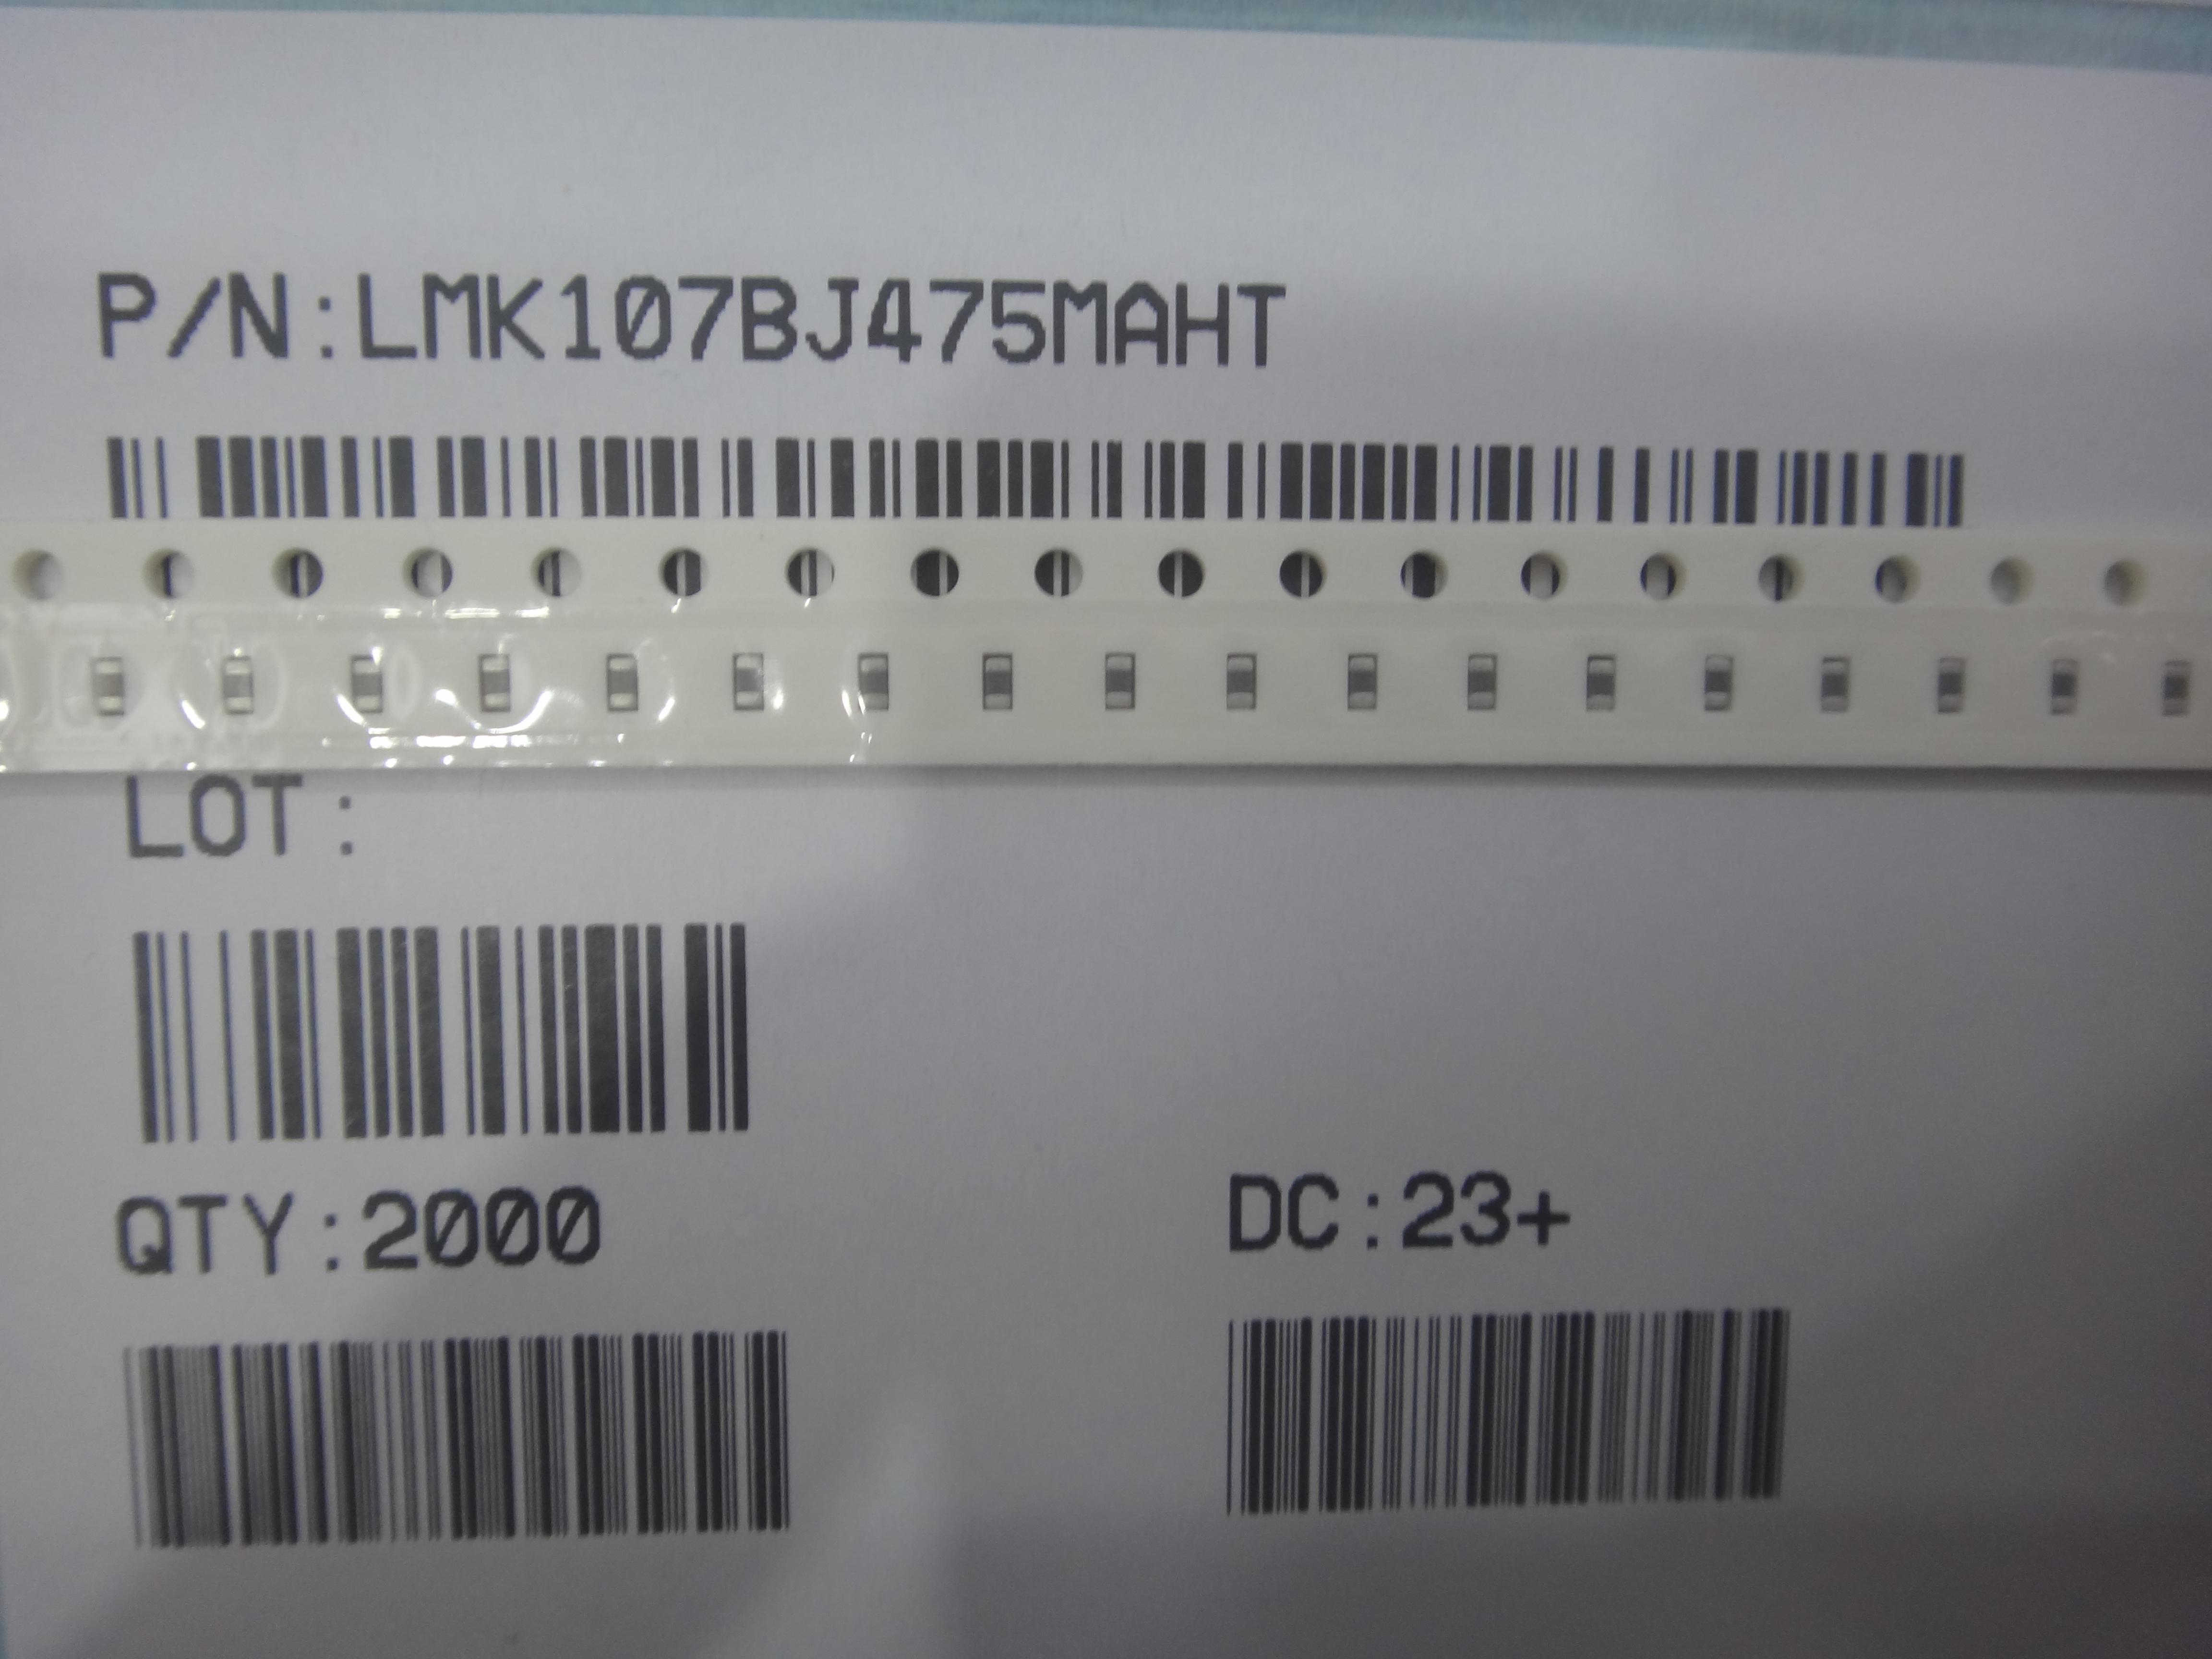 P/N:LMK107BJ475MAHT
LOT:
QTY:2000
DC:23+